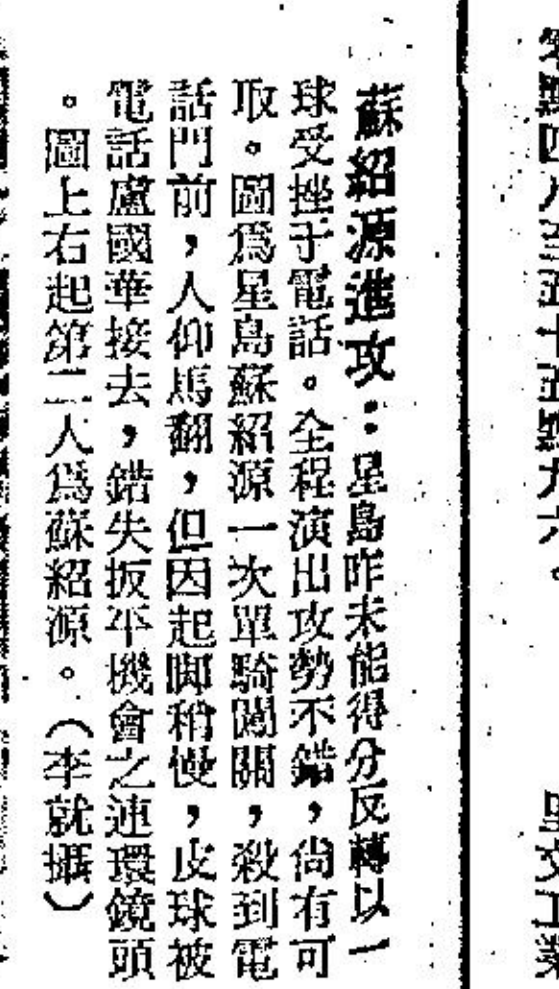 蘇紹源進攻：星島昨未能得分反轉以一
球受挫于電話。全程演出攻勢不錯，尚有可
取。圖爲星島蘇紹源一次單騎闖關，殺到電
話門前，人仰馬翻，但因起脚稍慢，皮球被
電話盧國華接去，錯失扳平機會之連環鏡頭
。圖上右起第二人爲蘇紹源。（李就攝）